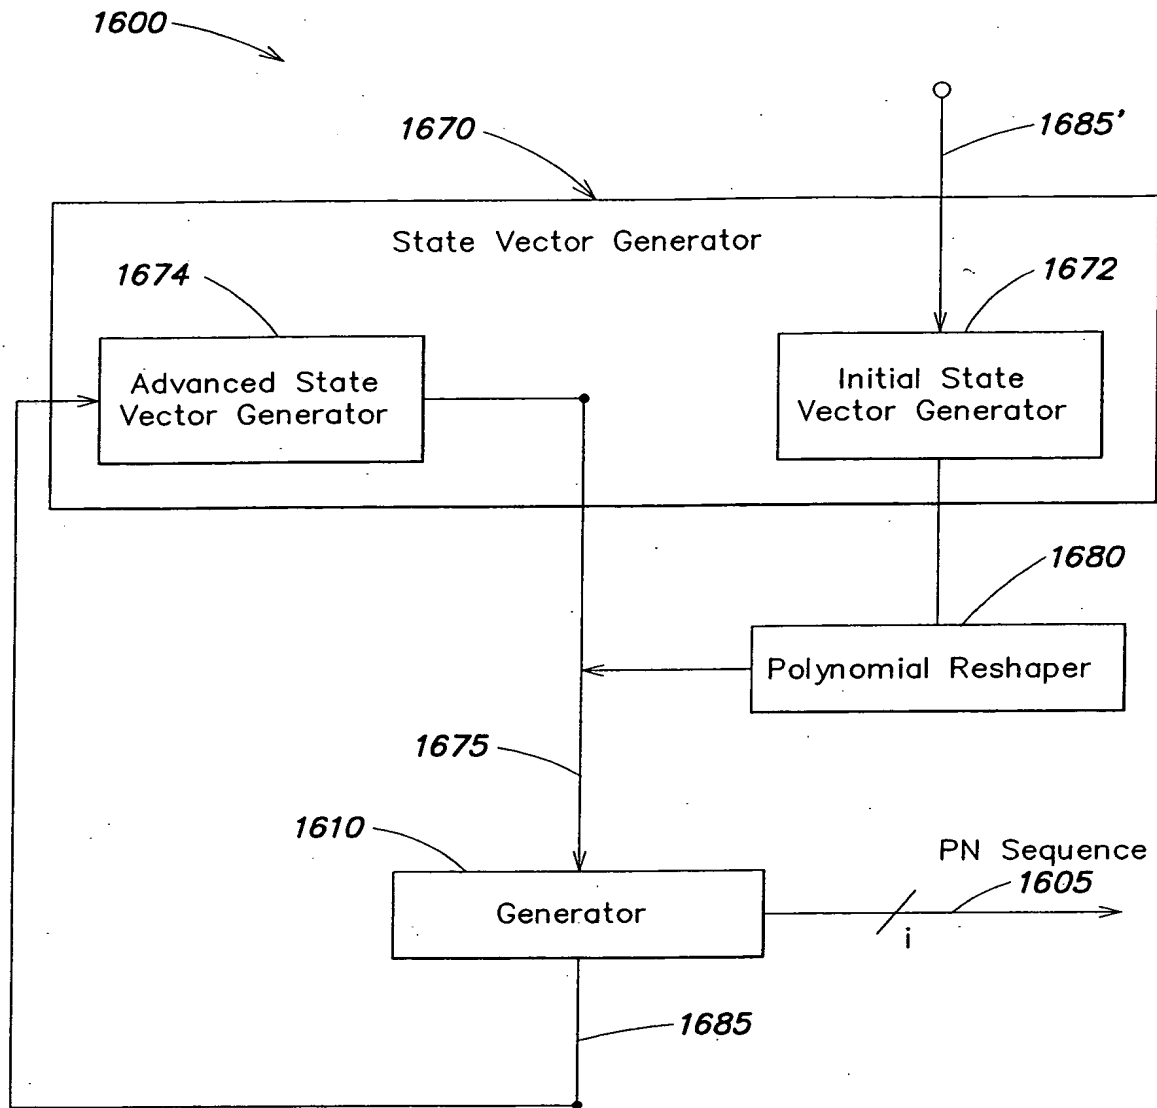 1600
1670
1685'
State Vector Generator
1674
1672
Advanced State
Vector Generator
Initial State
Vector Generator
1680
Polynomial Reshaper
1675
1610
PN Sequence
1605
Generator
i
1685